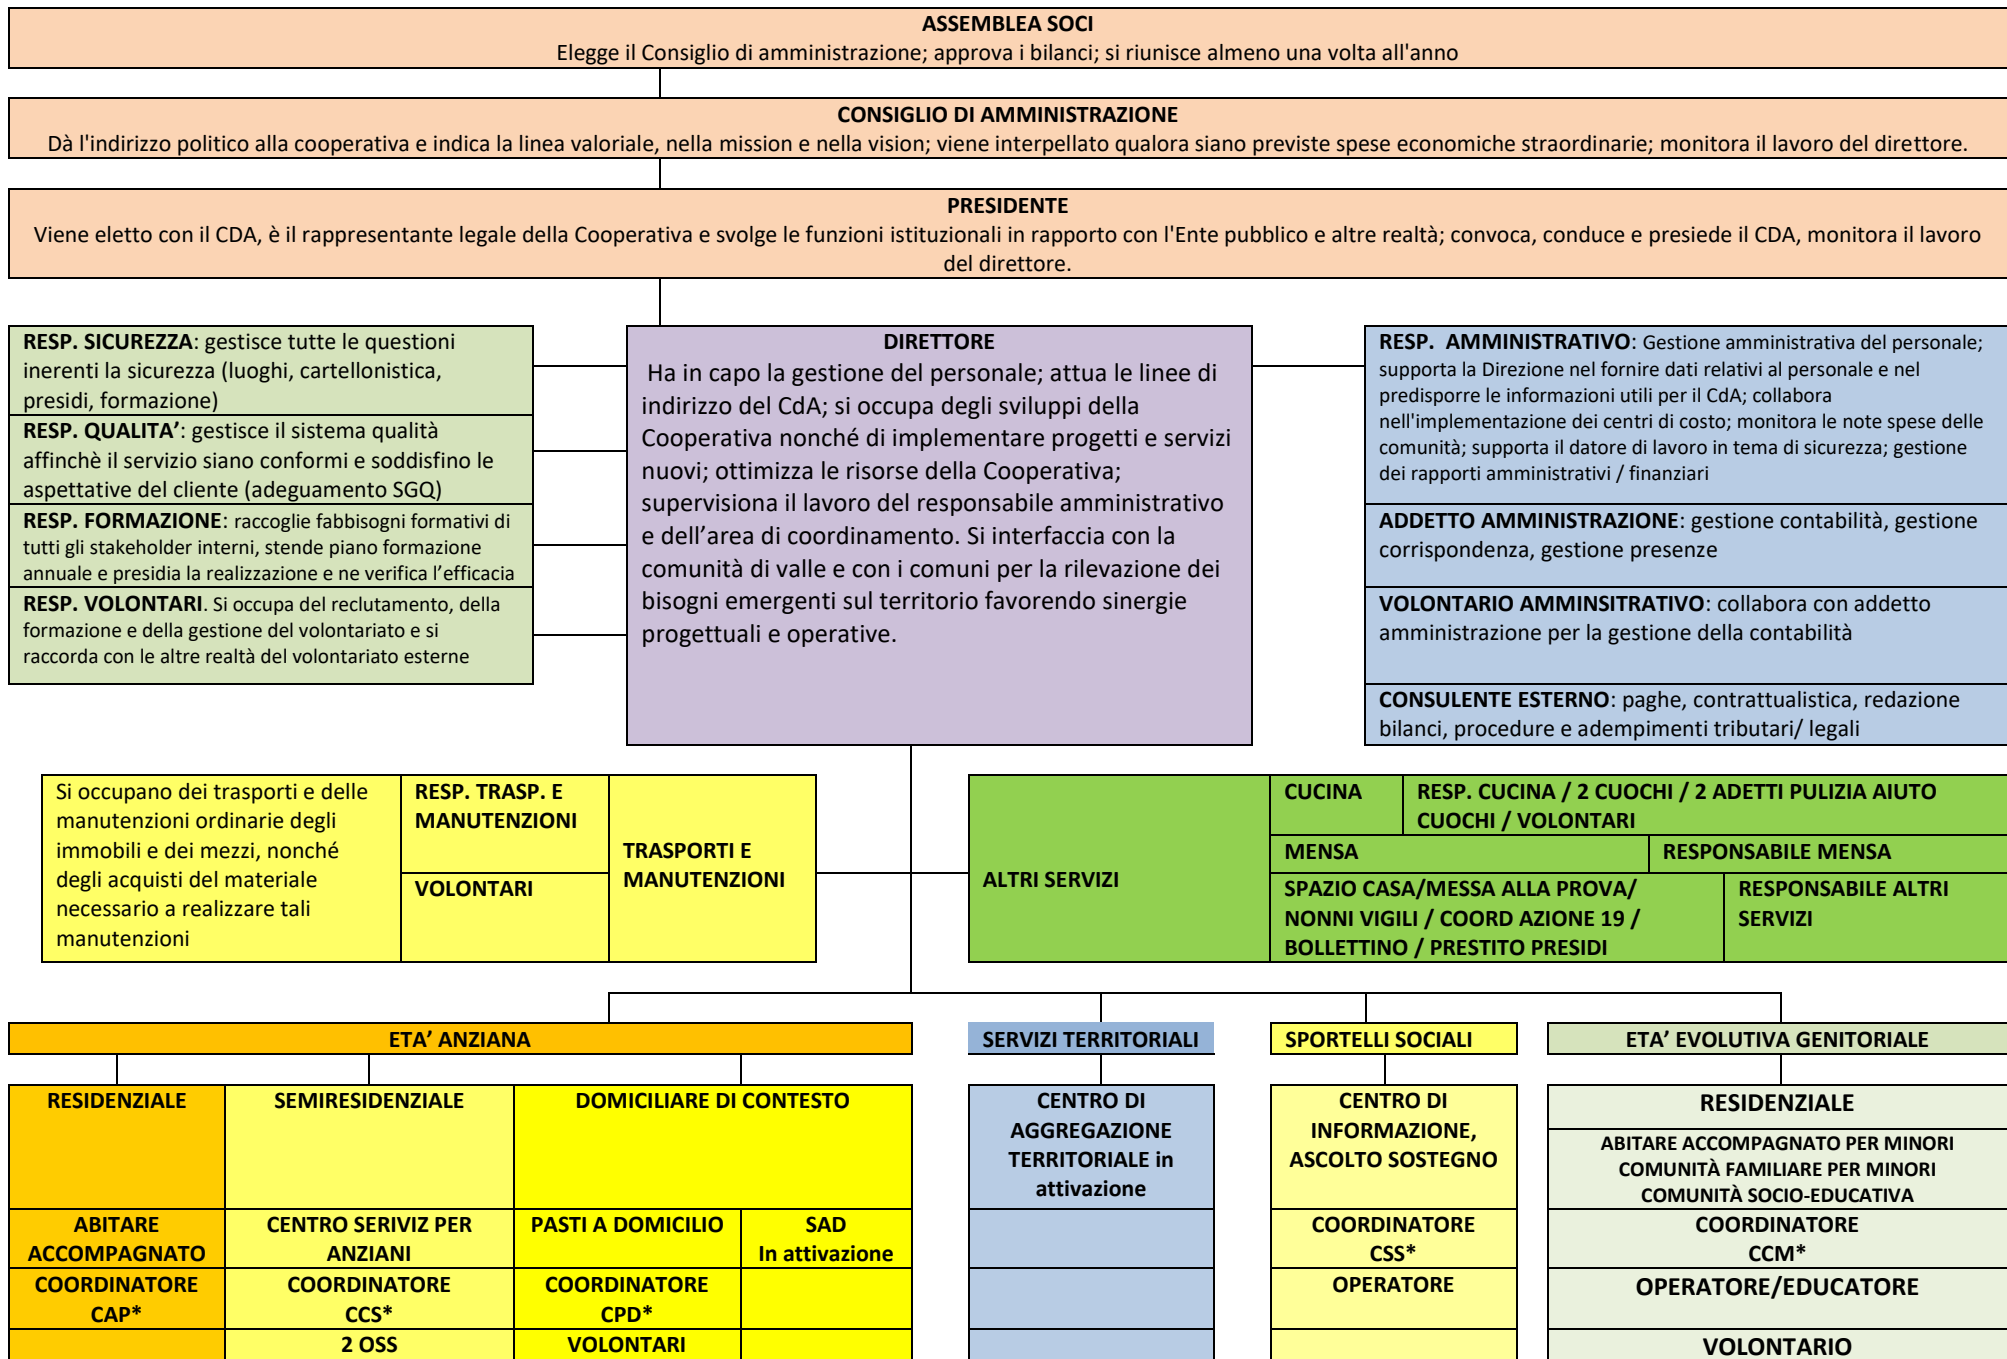 ASSEMBLEA SOCI
Elegge il Consiglio di amministrazione; approva i bilanci; si riunisce almeno una volta all'anno
CONSIGLIO DI AMMINISTRAZIONE
Dà l'indirizzo politico alla cooperativa e indica la linea valoriale, nella mission e nella vision; viene interpellato qualora siano previste spese economiche straordinarie; monitora il lavoro del direttore.
PRESIDENTE
Viene eletto con il CDA, è il rappresentante legale della Cooperativa e svolge le funzioni istituzionali in rapporto con l'Ente pubblico e altre realtà; convoca, conduce e presiede il CDA, monitora il lavoro
del direttore.
RESP. SICUREZZA: gestisce tutte le questioni
inerenti la sicurezza (luoghi, cartellonistica,
presidi, formazione)
RESP. QUALITA’: gestisce il sistema qualità
affinchè il servizio siano conformi e soddisfino le
aspettative del cliente (adeguamento SGQ)
RESP. FORMAZIONE: raccoglie fabbisogni formativi di
tutti gli stakeholder interni, stende piano formazione
annuale e presidia la realizzazione e ne verifica l’efficacia
RESP. VOLONTARI. Si occupa del reclutamento, della
formazione e della gestione del volontariato e si
raccorda con le altre realtà del volontariato esterne
DIRETTORE
Ha in capo la gestione del personale; attua le linee di
indirizzo del CdA; si occupa degli sviluppi della
Cooperativa nonché di implementare progetti e servizi
nuovi; ottimizza le risorse della Cooperativa;
supervisiona il lavoro del responsabile amministrativo
e dell’area di coordinamento. Si interfaccia con la
comunità di valle e con i comuni per la rilevazione dei
bisogni emergenti sul territorio favorendo sinergie
progettuali e operative.
RESP. AMMINISTRATIVO: Gestione amministrativa del personale;
supporta la Direzione nel fornire dati relativi al personale e nel
predisporre le informazioni utili per il CdA; collabora
nell'implementazione dei centri di costo; monitora le note spese delle
comunità; supporta il datore di lavoro in tema di sicurezza; gestione
dei rapporti amministrativi / finanziari
ADDETTO AMMINISTRAZIONE: gestione contabilità, gestione
corrispondenza, gestione presenze
VOLONTARIO AMMINSITRATIVO: collabora con addetto
amministrazione per la gestione della contabilità
CONSULENTE ESTERNO: paghe, contrattualistica, redazione
bilanci, procedure e adempimenti tributari/ legali
Si occupano dei trasporti e delle
manutenzioni ordinarie degli
immobili e dei mezzi, nonché
degli acquisti del materiale
necessario a realizzare tali
manutenzioni
RESP. TRASP. E
MANUTENZIONI
VOLONTARI
TRASPORTI E
MANUTENZIONI
ALTRI SERVIZI
CUCINA
RESP. CUCINA / 2 CUOCHI / 2 ADETTI PULIZIA AIUTO
CUOCHI / VOLONTARI
MENSA
RESPONSABILE MENSA
SPAZIO CASA/MESSA ALLA PROVA/
NONNI VIGILI / COORD AZIONE 19 /
BOLLETTINO / PRESTITO PRESIDI
RESPONSABILE ALTRI
SERVIZI
ETA’ ANZIANA
RESIDENZIALE
SEMIRESIDENZIALE
DOMICILIARE DI CONTESTO
ABITARE
ACCOMPAGNATO
CENTRO SERIVIZ PER
ANZIANI
PASTI A DOMICILIO
SAD
In attivazione
COORDINATORE
CAP*
COORDINATORE
CCS*
COORDINATORE
CPD*
2 OSS
VOLONTARI
SERVIZI TERRITORIALI
CENTRO DI
AGGREGAZIONE
TERRITORIALE in
attivazione
SPORTELLI SOCIALI
CENTRO DI
INFORMAZIONE,
ASCOLTO SOSTEGNO
COORDINATORE
CSS*
OPERATORE
ETA’ EVOLUTIVA GENITORIALE
RESIDENZIALE
ABITARE ACCOMPAGNATO PER MINORI
COMUNITÀ FAMILIARE PER MINORI
COMUNITÀ SOCIO-EDUCATIVA
COORDINATORE
CCM*
OPERATORE/EDUCATORE
VOLONTARIO